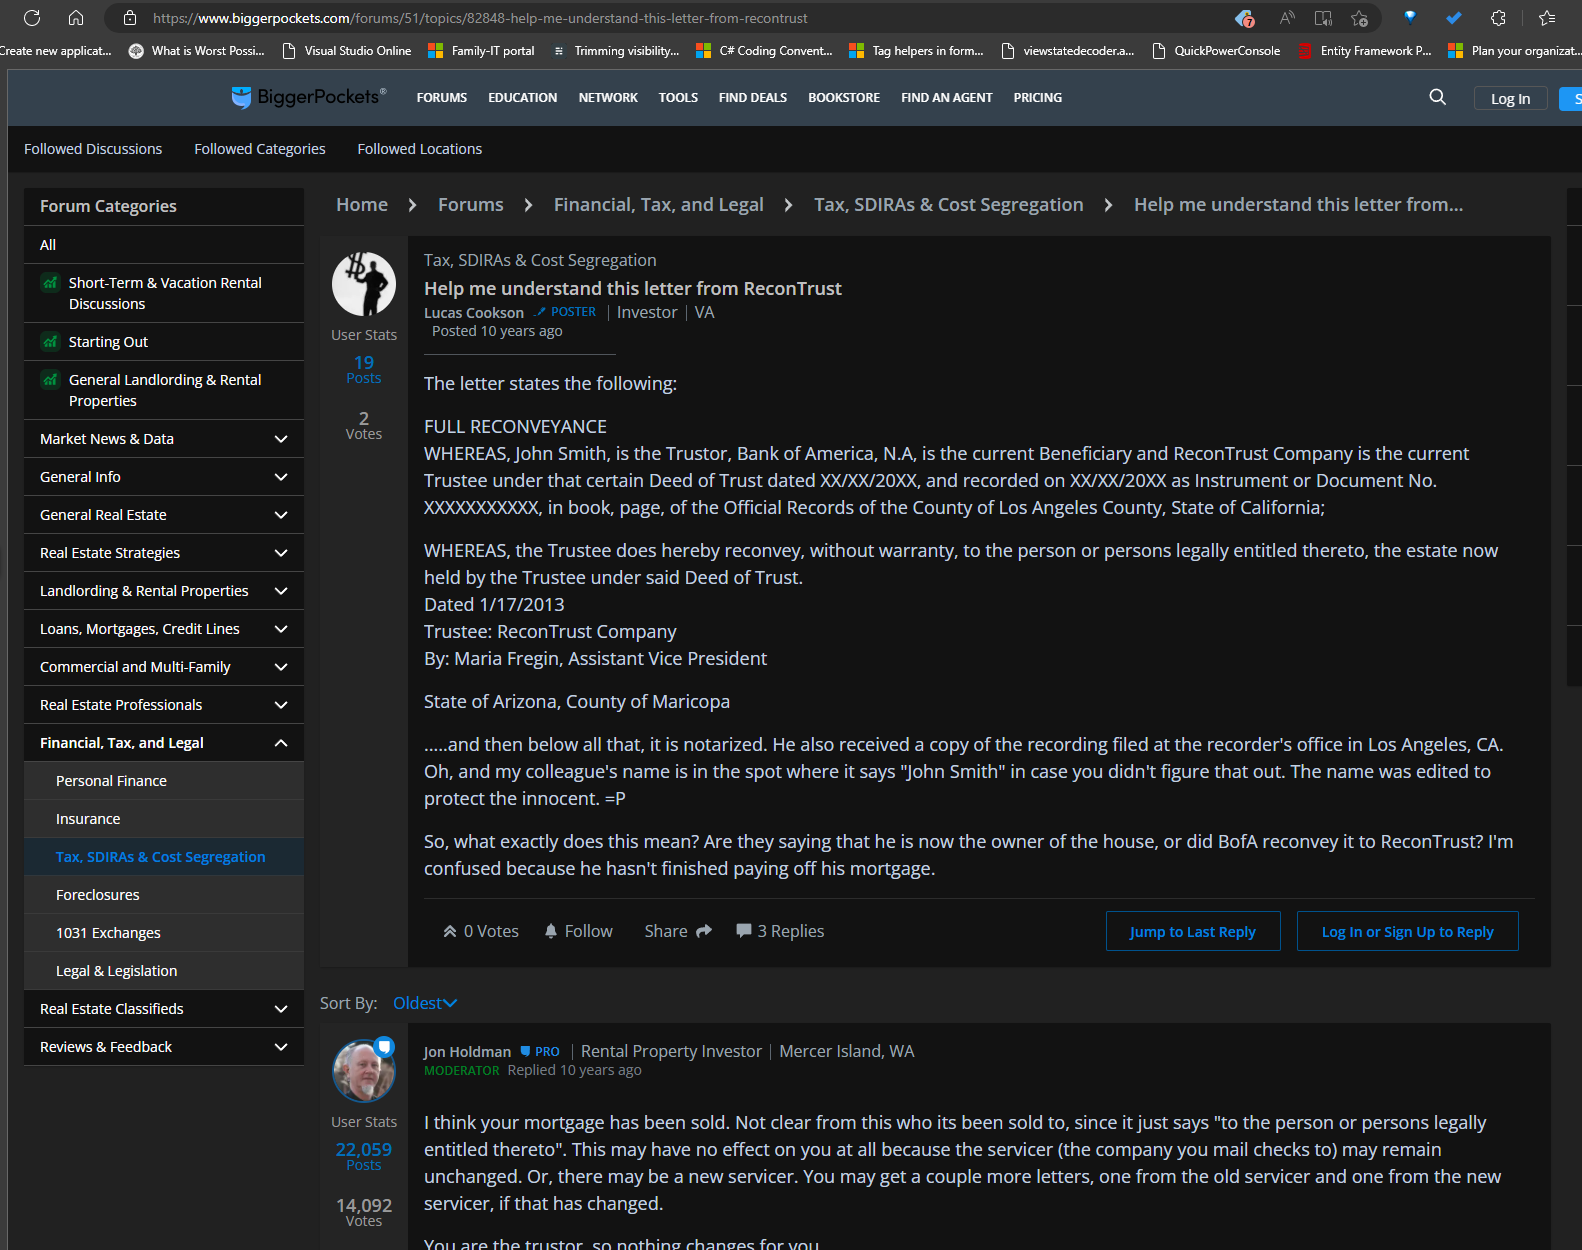 https://www.biggerpockets.com/forums/51/topics/82848-help-me-understand-this-letter-from-recontrust
7
Create new applicat...
What is Worst Possi...
Visual Studio Online
Family-IT portal
Trimming visibility...
C# Coding Convent...
Tag helpers in form...
viewstatedecoder.a...
QuickPowerConsole
Entity Framework P...
Plan your organizat...
BiggerPockets®
FORUMS
EDUCATION
NETWORK
TOOLS
FIND DEALS
BOOKSTORE
FIND AN AGENT
PRICING
Log In
S
Followed Discussions
Followed Categories
Followed Locations
Forum Categories
All
Short-Term & Vacation Rental
Discussions
Starting Out
General Landlording & Rental
Properties
Market News & Data
General Info
General Real Estate
Real Estate Strategies
Landlording & Rental Properties
Loans, Mortgages, Credit Lines
Commercial and Multi-Family
Real Estate Professionals
Financial, Tax, and Legal
Personal Finance
Insurance
Tax, SDIRAs & Cost Segregation
Foreclosures
1031 Exchanges
Legal & Legislation
Real Estate Classifieds
Reviews & Feedback
Home > Forums > Financial, Tax, and Legal > Tax, SDIRAs & Cost Segregation > Help me understand this letter from...
User Stats
19
Posts
2
Votes
Tax, SDIRAs & Cost Segregation
Help me understand this letter from ReconTrust
Lucas Cookson POSTER | Investor | VA
Posted 10 years ago
The letter states the following:
FULL RECONVEYANCE
WHEREAS, John Smith, is the Trustor, Bank of America, N.A, is the current Beneficiary and ReconTrust Company is the current
Trustee under that certain Deed of Trust dated XX/XX/20XX, and recorded on XX/XX/20XX as Instrument or Document No.
XXXXXXXXXXX, in book, page, of the Official Records of the County of Los Angeles County, State of California;
WHEREAS, the Trustee does hereby reconvey, without warranty, to the person or persons legally entitled thereto, the estate now
held by the Trustee under said Deed of Trust.
Dated 1/17/2013
Trustee: ReconTrust Company
By: Maria Fregin, Assistant Vice President
State of Arizona, County of Maricopa
.....and then below all that, it is notarized. He also received a copy of the recording filed at the recorder's office in Los Angeles, CA.
Oh, and my colleague's name is in the spot where it says "John Smith" in case you didn't figure that out. The name was edited to
protect the innocent. =P
So, what exactly does this mean? Are they saying that he is now the owner of the house, or did BofA reconvey it to ReconTrust? I'm
confused because he hasn't finished paying off his mortgage.
0 Votes
Follow
Share
3 Replies
Jump to Last Reply
Log In or Sign Up to Reply
Sort By: Oldest
User Stats
22,059
Posts
14,092
Votes
Jon Holdman PRO | Rental Property Investor | Mercer Island, WA
MODERATOR Replied 10 years ago
I think your mortgage has been sold. Not clear from this who its been sold to, since it just says "to the person or persons legally
entitled thereto". This may have no effect on you at all because the servicer (the company you mail checks to) may remain
unchanged. Or, there may be a new servicer. You may get a couple more letters, one from the old servicer and one from the new
servicer, if that has changed.
You are the trustor, so nothing changes for you.